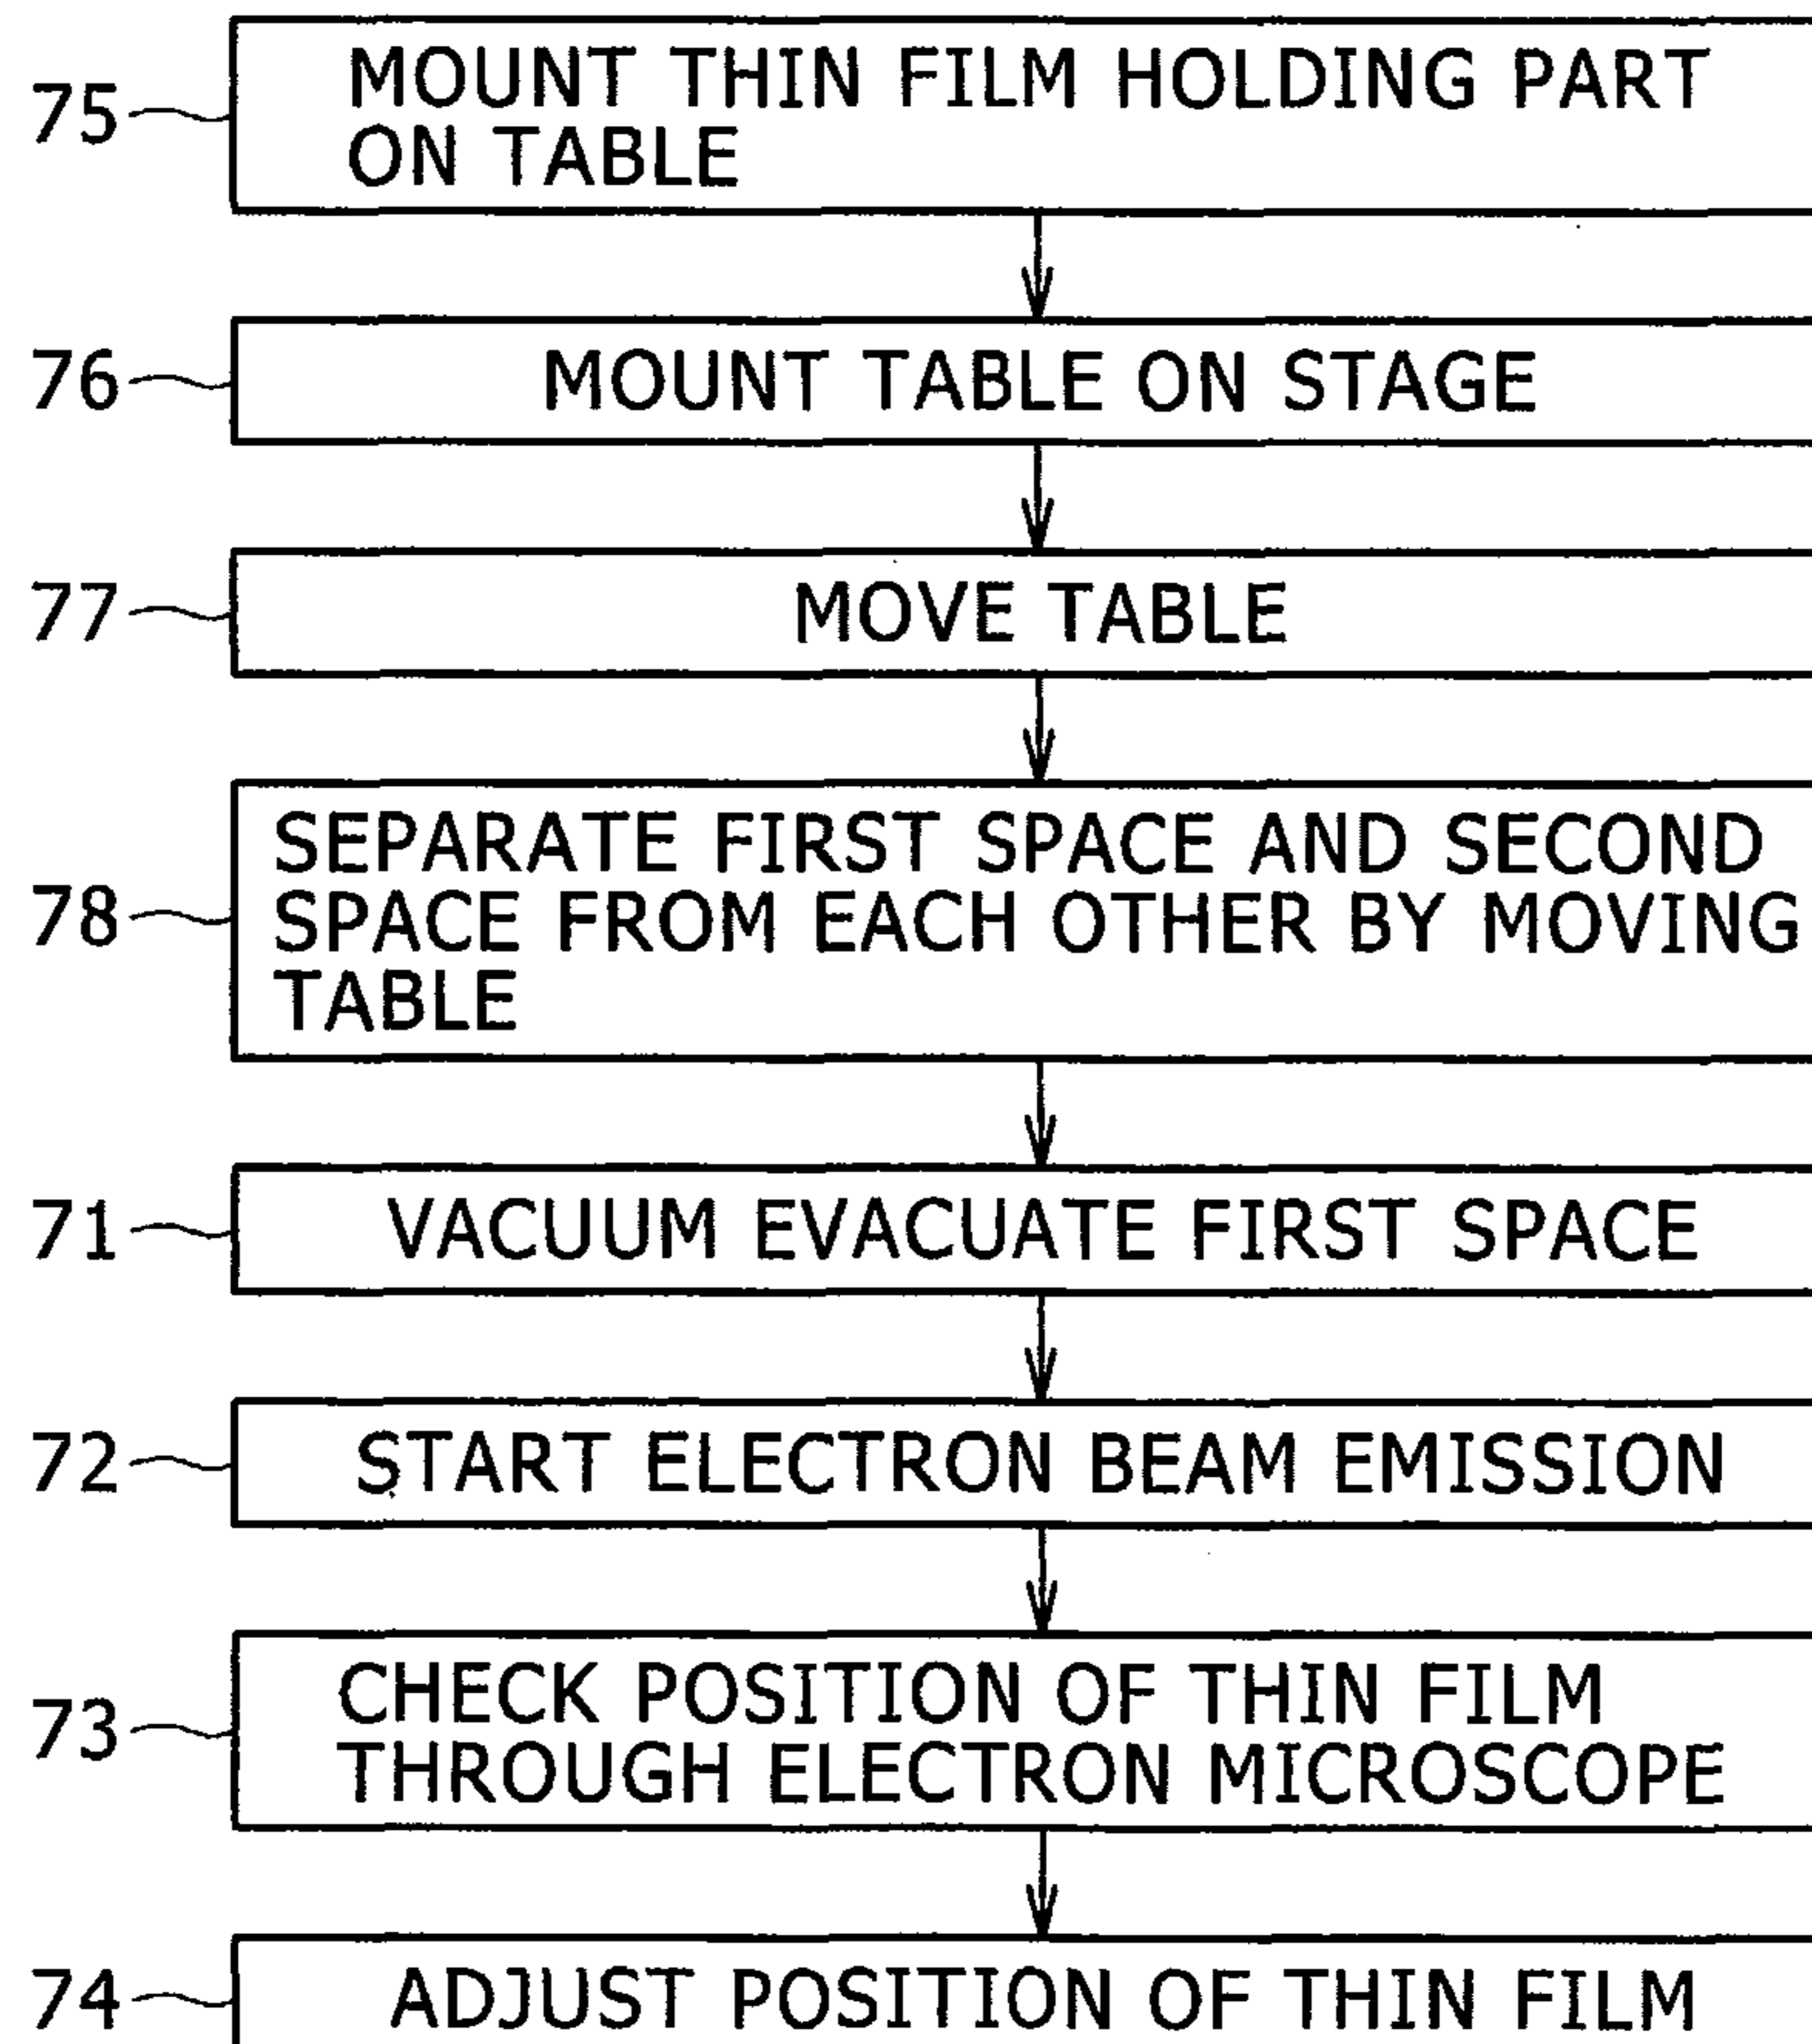 75
MOUNT THIN FILM HOLDING PART
ON TABLE
76
MOUNT TABLE ON STAGE
77
MOVE TABLE
78
SEPARATE FIRST SPACE AND SECOND
SPACE FROM EACH OTHER BY MOVING
TABLE
71
VACUUM EVACUATE FIRST SPACE
72
START ELECTRON BEAM EMISSION
73
CHECK POSITION OF THIN FILM
THROUGH ELECTRON MICROSCOPE
74
ADJUST POSITION OF THIN FILM